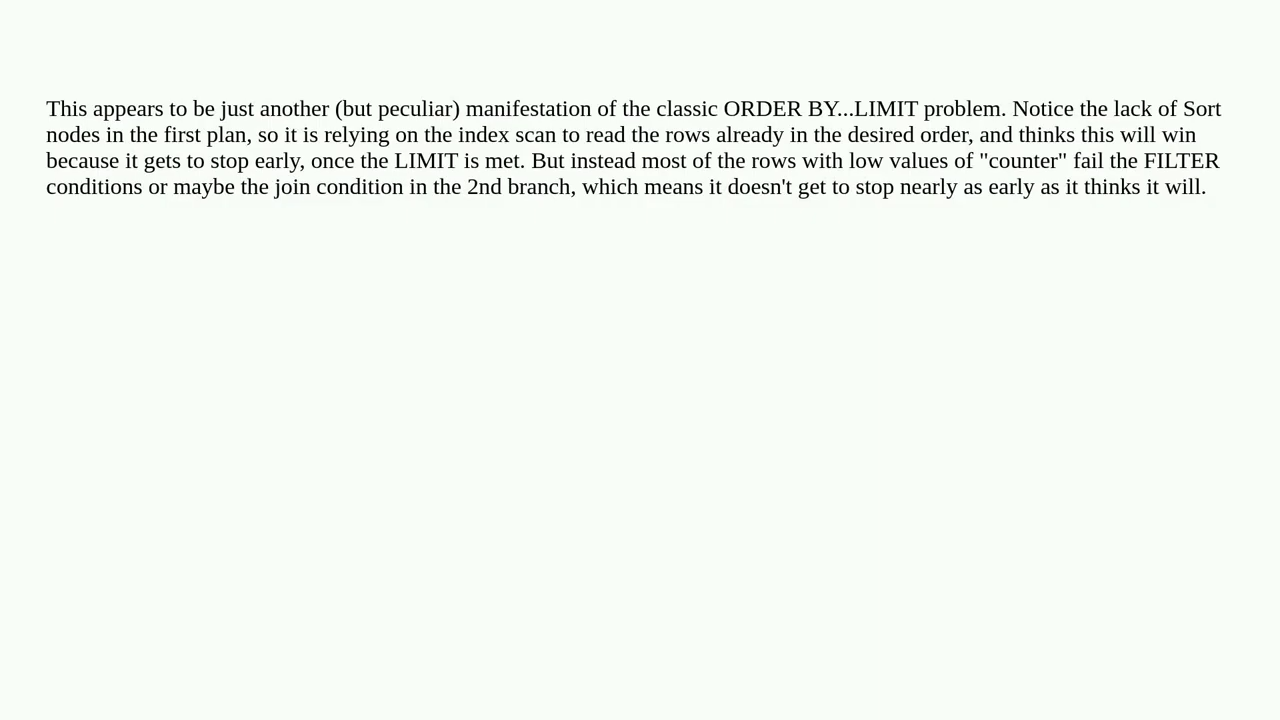 This appears to be just another (but peculiar) manifestation of the classic ORDER BY...LIMIT problem. Notice the lack of Sort
nodes in the first plan, so it is relying on the index scan to read the rows already in the desired order, and thinks this will win
because it gets to stop early, once the LIMIT is met. But instead most of the rows with low values of "counter" fail the FILTER
conditions or maybe the join condition in the 2nd branch, which means it doesn't get to stop nearly as early as it thinks it will.